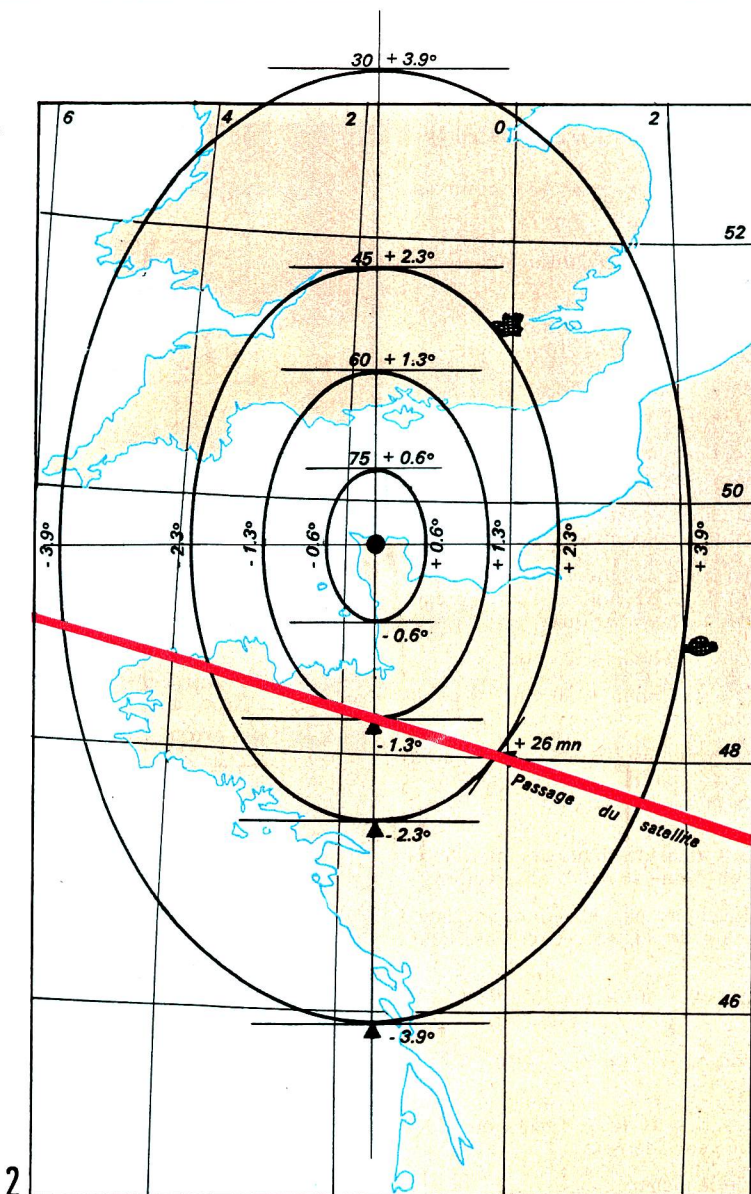 30 + 3.9°
6 4 2 0 2
52
45 + 2.3°
60 + 1.3°
75 + 0.6°
50
- 3.9°
- 2.3°
- 1.3°
- 0.6°
+ 0.6°
+ 1.3°
+ 2.3°
+ 3.9°
- 0.6°
- 1.3°
+ 26 mn
48
Passage du satellite
- 2.3°
46
- 3.9°
2